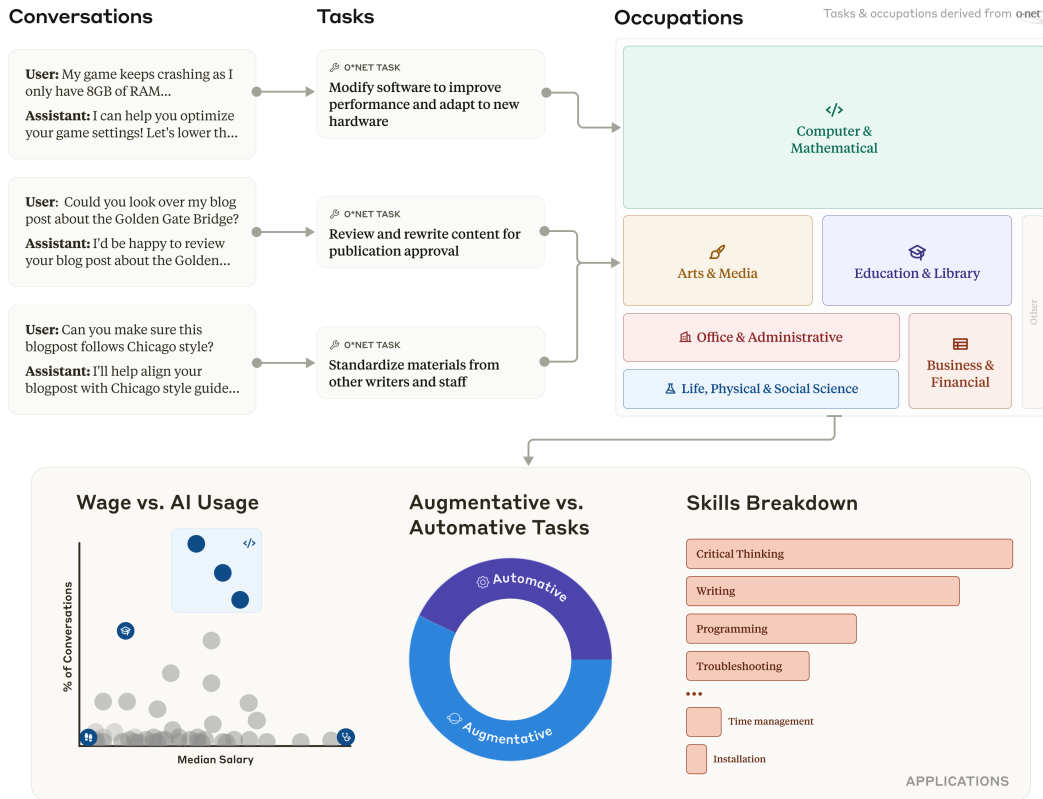 Conversations
Tasks
Occupations
Tasks & occupations derived from o*net
User: My game keeps crashing as I
only have 8GB of RAM...
Assistant: I can help you optimize
your game settings! Let's lower th...
O*NET TASK
Modify software to improve
performance and adapt to new
hardware
Computer &
Mathematical
User: Could you look over my blog
post about the Golden Gate Bridge?
Assistant: I'd be happy to review
your blog post about the Golden...
O*NET TASK
Review and rewrite content for
publication approval
Arts & Media
Education & Library
Other
User: Can you make sure this
blogpost follows Chicago style?
Assistant: I'll help align your
blogpost with Chicago style guide...
O*NET TASK
Standardize materials from
other writers and staff
Office & Administrative
Business &
Financial
Life, Physical & Social Science
Wage vs. AI Usage
% of Conversations
Median Salary
Augmentative vs.
Automative Tasks
Automative
Augmentative
Skills Breakdown
Critical Thinking
Writing
Programming
Troubleshooting
•••
Time management
Installation
APPLICATIONS